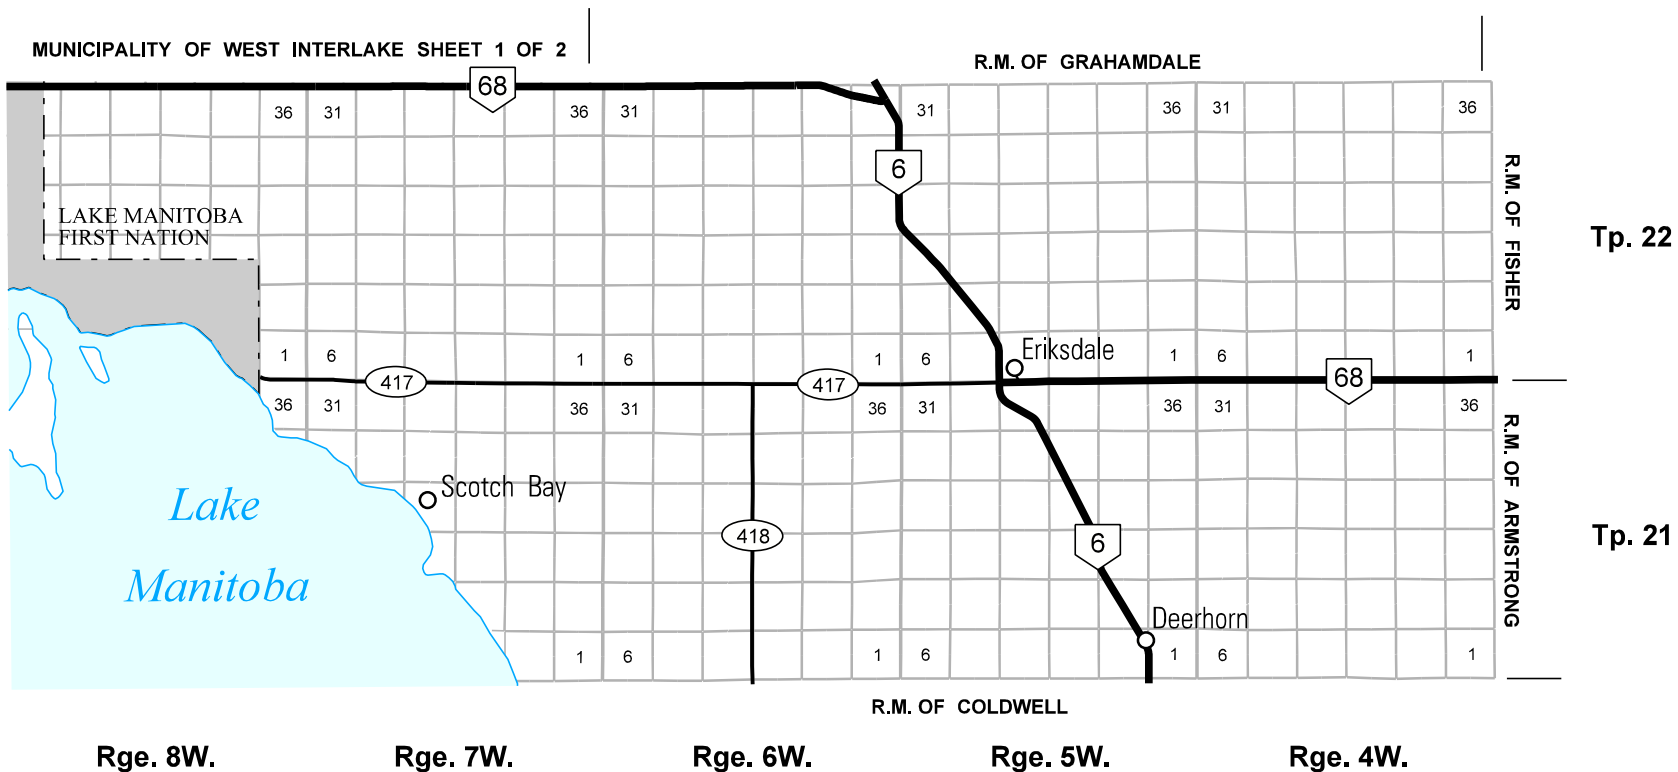 MUNICIPALITY OF WEST INTERLAKE SHEET 1 OF 2
R.M. OF GRAHAMDALE
68
36 31 36 31 31 36 31 36
6
R.M. OF FISHER
LAKE MANITOBA
FIRST NATION
Tp. 22
Eriksdale
1 6 1 6 1 6 1 6 1
417 417 68
36 31 36 31 36 31 36 31 36
R.M. OF ARMSTRONG
Scotch Bay
Lake
Manitoba
418
6
Tp. 21
Deerhorn
1 6 1 6 1 6 1
R.M. OF COLDWELL
Rge. 8W. Rge. 7W. Rge. 6W. Rge. 5W. Rge. 4W.